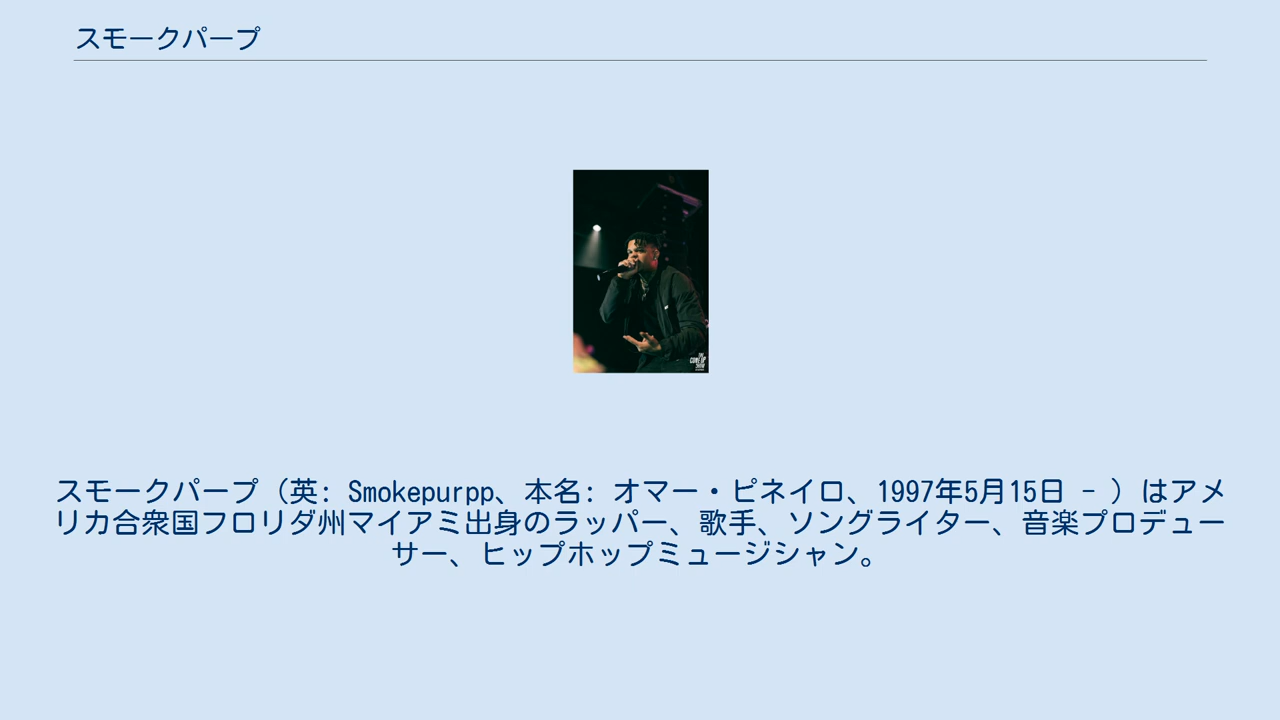 スモークパープ
THE
COME UP
SHOW
スモークパープ（英: Smokepurpp、本名: オマー・ピネイロ、1997年5月15日 - ）はアメ
リカ合衆国フロリダ州マイアミ出身のラッパー、歌手、ソングライター、音楽プロデュー
サー、ヒップホップミュージシャン。